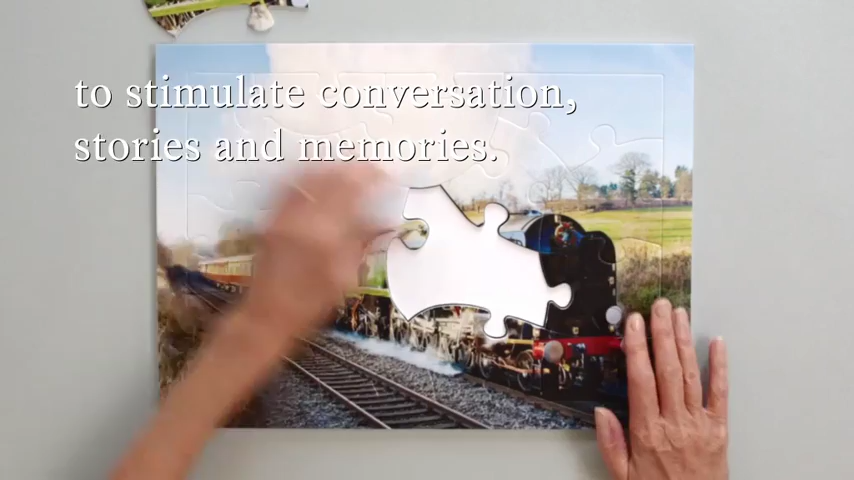 to stimulate conversation,
stories and memories.